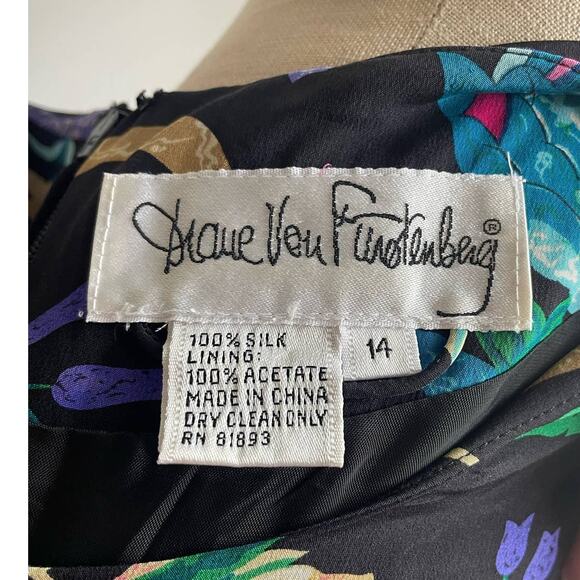 Diane Von Furstenberg®
100% SILK
LINING:
100% ACETATE
MADE IN CHINA
DRY CLEAN ONLY
RN 81893
14